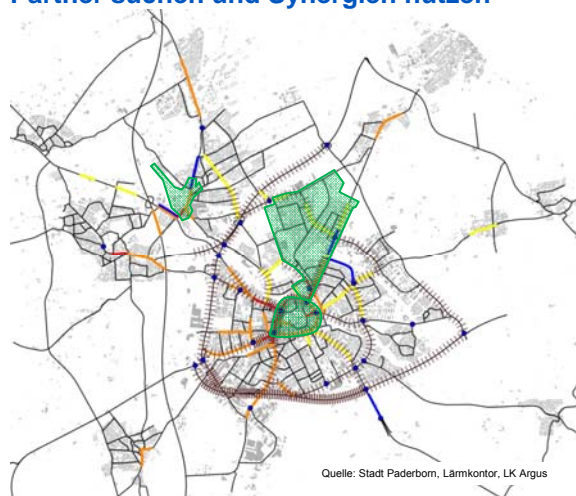 Partner suchen und Synergien nutzen
Quelle: Stadt Paderborn, Lärmkontor, LK Argus